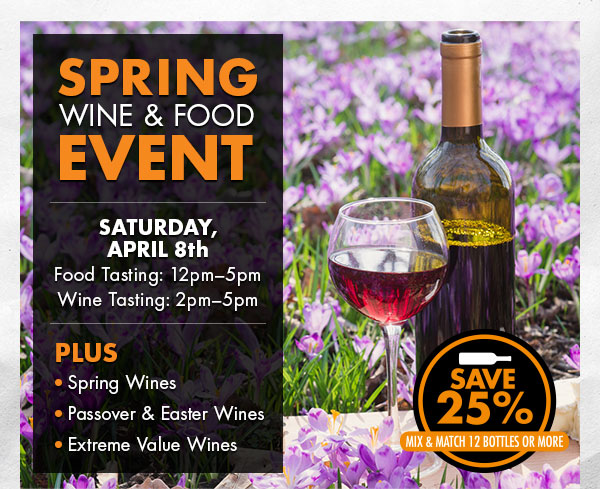 SPRING
WINE & FOOD
EVENT
SATURDAY,
APRIL 8th
Food Tasting: 12pm–5pm
Wine Tasting: 2pm–5pm
PLUS
• Spring Wines
• Passover & Easter Wines
• Extreme Value Wines
SAVE
25%
MIX & MATCH 12 BOTTLES OR MORE